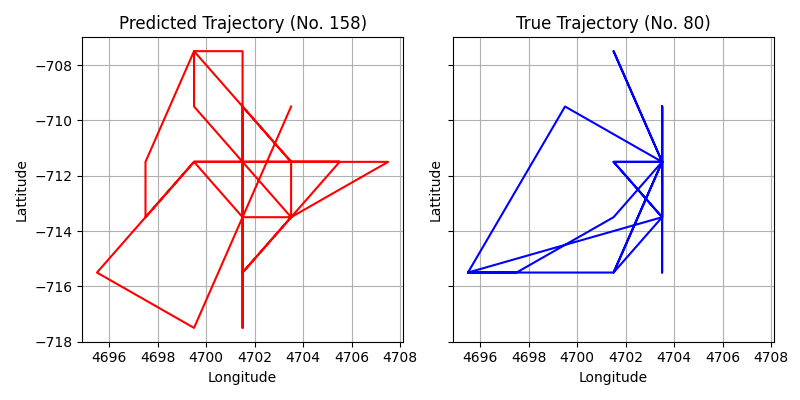 Predicted Trajectory (No. 158)
True Trajectory (No. 80)
Lattitude
−708
−710
−712
−714
−716
−718
4696 4698 4700 4702 4704 4706 4708
Longitude
Lattitude
4696 4698 4700 4702 4704 4706 4708
Longitude